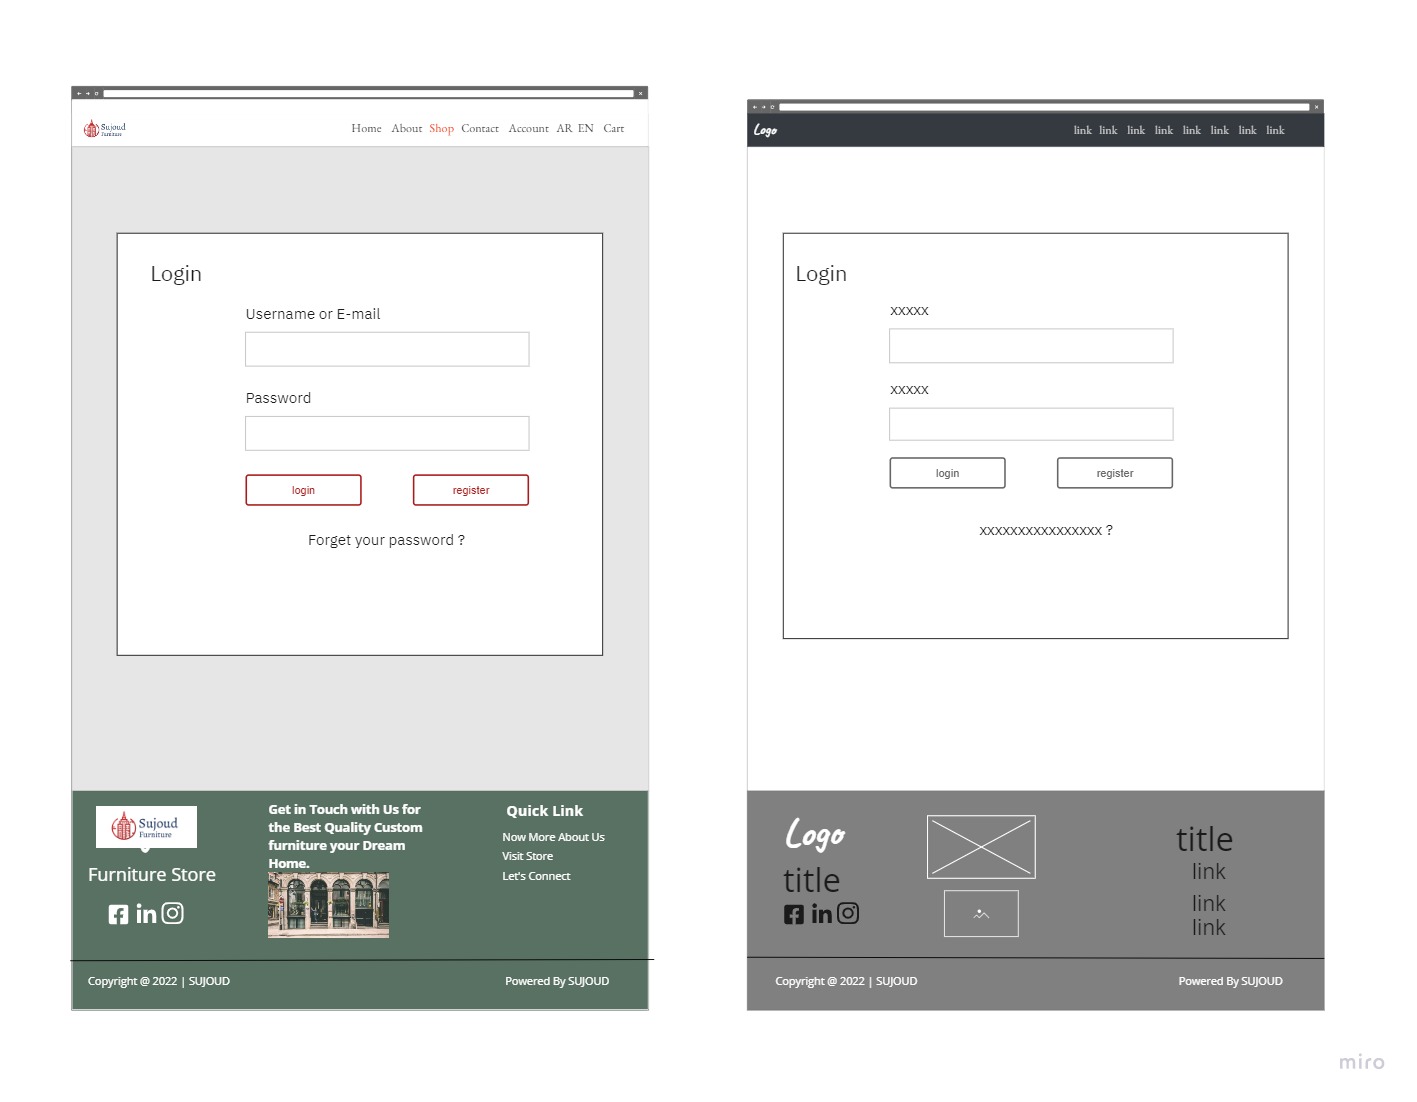 Sujoud
Furniture
Home About Shop Contact Account AR EN Cart
Login
Username or E-mail
Password
login register
Forget your password ?
Sujoud
Furniture
Furniture Store
Get in Touch with Us for
the Best Quality Custom
furniture your Dream
Home.
Quick Link
Now More About Us
Visit Store
Let's Connect
Copyright @ 2022 | SUJOUD
Powered By SUJOUD
Logo
link link link link link link link link
Login
xxxxx
xxxxx
login register
xxxxxxxxxxxxxxxx ?
Logo
title
title
link
link
link
Copyright @ 2022 | SUJOUD
Powered By SUJOUD
miro